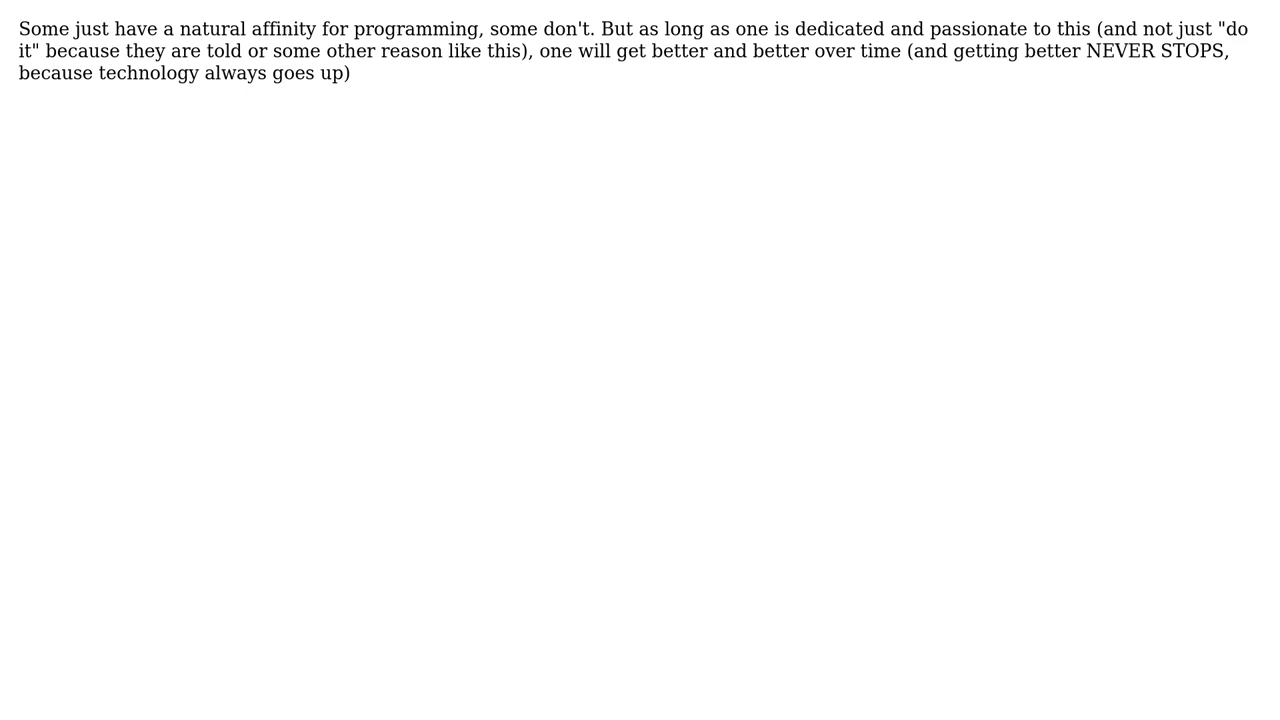 Some just have a natural affinity for programming, some don't. But as long as one is dedicated and passionate to this (and not just "do
it" because they are told or some other reason like this), one will get better and better over time (and getting better NEVER STOPS,
because technology always goes up)